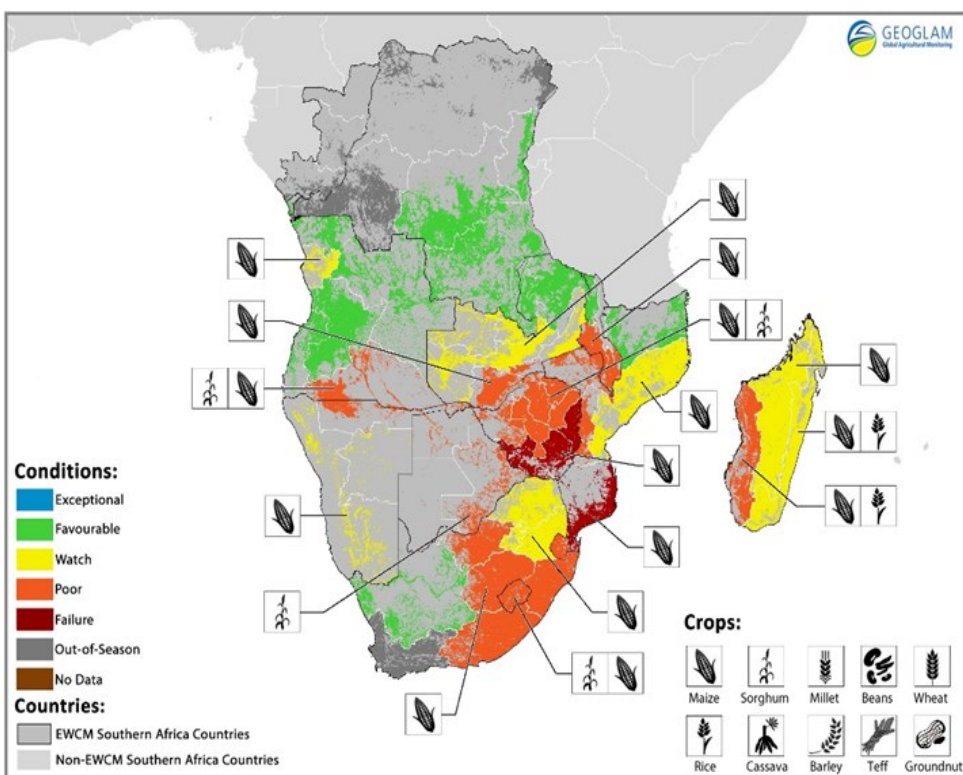 GEOGLAM
Global Agricultural Monitoring
Conditions:
Exceptional
Favourable
Watch
Poor
Failure
Out-of-Season
No Data
Countries:
EWCM Southern Africa Countries
Non-EWCM Southern Africa Countries
Crops:
Maize Sorghum Millet Beans Wheat
Rice Cassava Barley Teff Groundnut